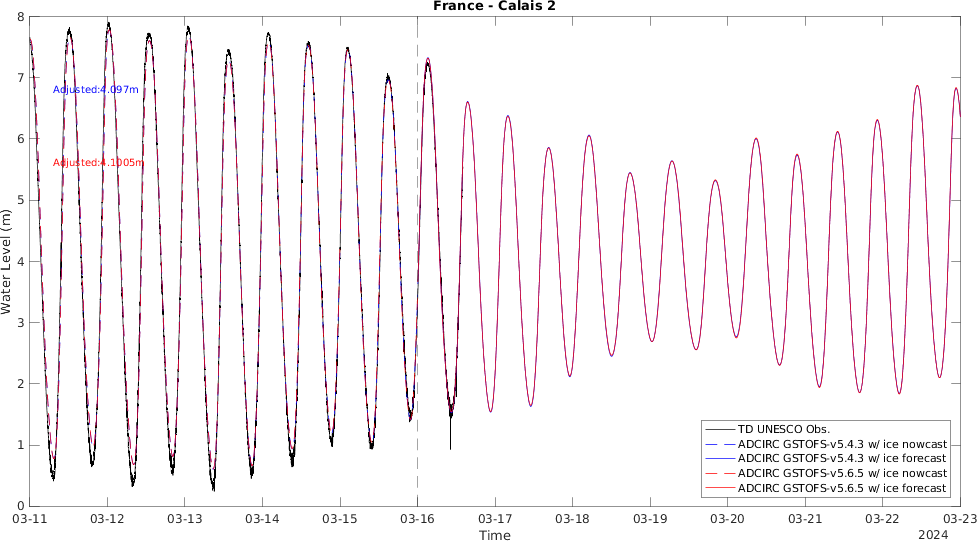 France - Calais 2
8
7
6
5
4
3
2
1
0
Water Level (m)
Adjusted:4.097m
Adjusted:4.1005m
TD UNESCO Obs.
ADCIRC GSTOFS-v5.4.3 w/ ice nowcast
ADCIRC GSTOFS-v5.4.3 w/ ice forecast
ADCIRC GSTOFS-v5.6.5 w/ ice nowcast
ADCIRC GSTOFS-v5.6.5 w/ ice forecast
03-11 03-12 03-13 03-14 03-15 03-16 03-17 03-18 03-19 03-20 03-21 03-22 03-23
Time
2024